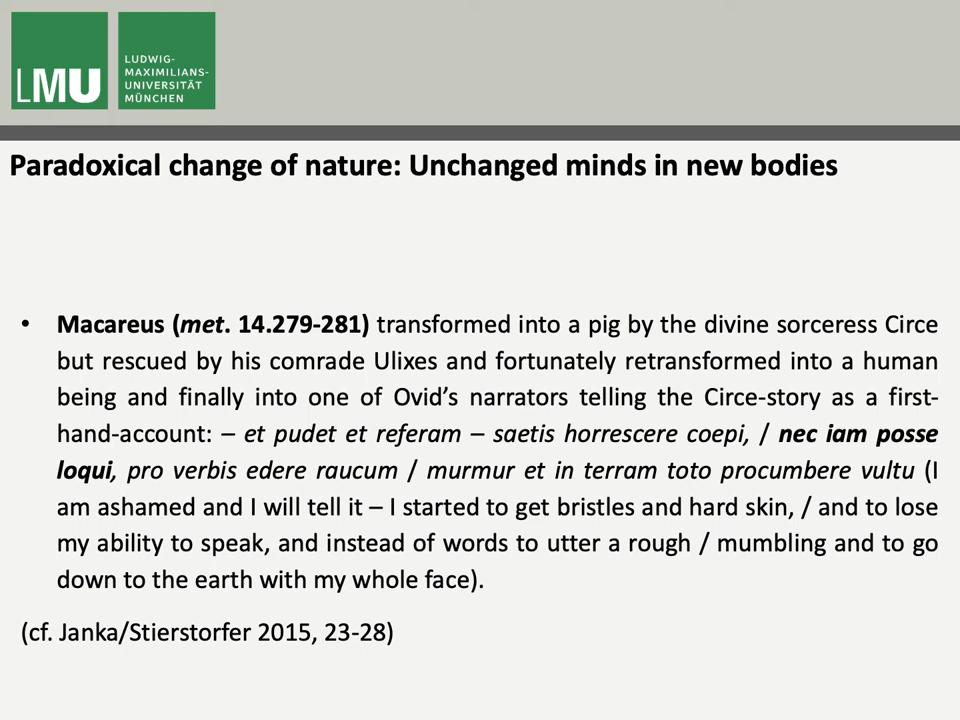 LMU
LUDWIG-
MAXIMILIANS-
UNIVERSITÄT
MÜNCHEN
Paradoxical change of nature: Unchanged minds in new bodies
• Macareus (met. 14.279-281) transformed into a pig by the divine sorceress Circe
but rescued by his comrade Ulixes and fortunately retransformed into a human
being and finally into one of Ovid’s narrators telling the Circe-story as a first-
hand-account: – et pudet et referam – saetis horrescere coepi, / nec iam posse
loqui, pro verbis edere raucum / murmur et in terram toto procumbere vultu (I
am ashamed and I will tell it – I started to get bristles and hard skin, / and to lose
my ability to speak, and instead of words to utter a rough / mumbling and to go
down to the earth with my whole face).
(cf. Janka/Stierstorfer 2015, 23-28)